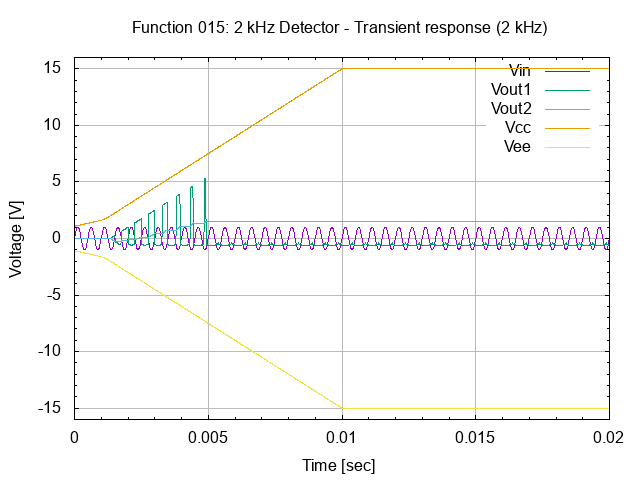 Function 015: 2 kHz Detector - Transient response (2 kHz)
15
10
5
0
-5
-10
-15
Voltage [V]
Vin
Vout1
Vout2
Vcc
Vee
0
0.005
0.01
0.015
0.02
Time [sec]